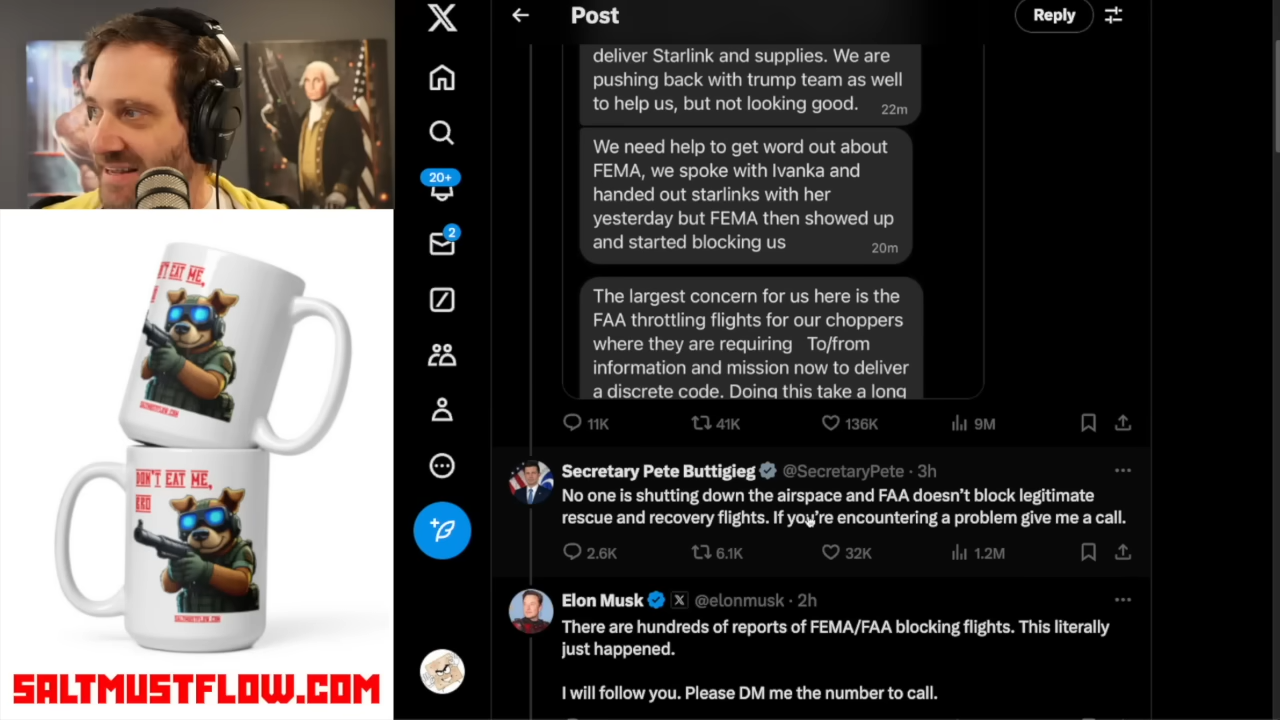 Post
Reply
deliver Starlink and supplies. We are
pushing back with trump team as well
to help us, but not looking good.
22m
We need help to get word out about
FEMA, we spoke with Ivanka and
handed out starlinks with her
yesterday but FEMA then showed up
and started blocking us
20m
The largest concern for us here is the
FAA throttling flights for our choppers
where they are requiring To/from
information and mission now to deliver
a discrete code. Doing this take a long
11K
41K
136K
9M
Secretary Pete Buttigieg @SecretaryPete · 3h
No one is shutting down the airspace and FAA doesn't block legitimate
rescue and recovery flights. If you're encountering a problem give me a call.
2.6K
6.1K
32K
1.2M
Elon Musk X @elonmusk · 2h
There are hundreds of reports of FEMA/FAA blocking flights. This literally
just happened.
I will follow you. Please DM me the number to call.
20+
2
N'T EAT ME,
SALTMUSTFLOW.COM
DON'T EAT ME,
BRO
SALTMUSTFLOW.COM
SALTMUSTFLOW.COM